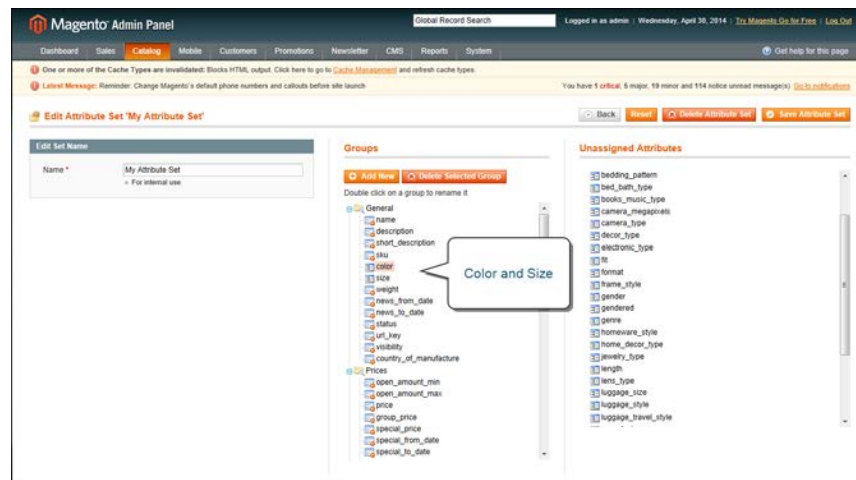 Magento Admin Panel
Global Record Search
Logged in as admin | Wednesday, April 30, 2014 | Try Magento Go for Free | Log Out
Dashboard Sales Catalog Mobile Customers Promotions Newsletter CMS Reports System
Get help for this page
One or more of the Cache Types are invalidated: Blocks HTML output. Click here to go to Cache Management and refresh cache types.
Latest Message: Reminder: Change Magento's default phone numbers and callouts before site launch
You have 1 critical, 5 major, 19 minor and 114 notice unread message(s). Go to notifications
Edit Attribute Set 'My Attribute Set'
Back Reset Delete Attribute Set Save Attribute Set
Edit Set Name
Name *
My Attribute Set
For internal use
Groups
Add New Delete Selected Group
Double click on a group to rename it
General
name
description
short_description
sku
color
size
weight
news_from_date
news_to_date
status
url_key
visibility
country_of_manufacture
Prices
open_amount_min
open_amount_max
price
group_price
special_price
special_from_date
special_to_date
Color and Size
Unassigned Attributes
bedding_pattern
bed_bath_type
books_music_type
camera_megapixels
camera_type
decor_type
electronic_type
fit
format
frame_style
gender
gendered
genre
homeware_style
home_decor_type
jewelry_type
length
lens_type
luggage_size
luggage_style
luggage_travel_style